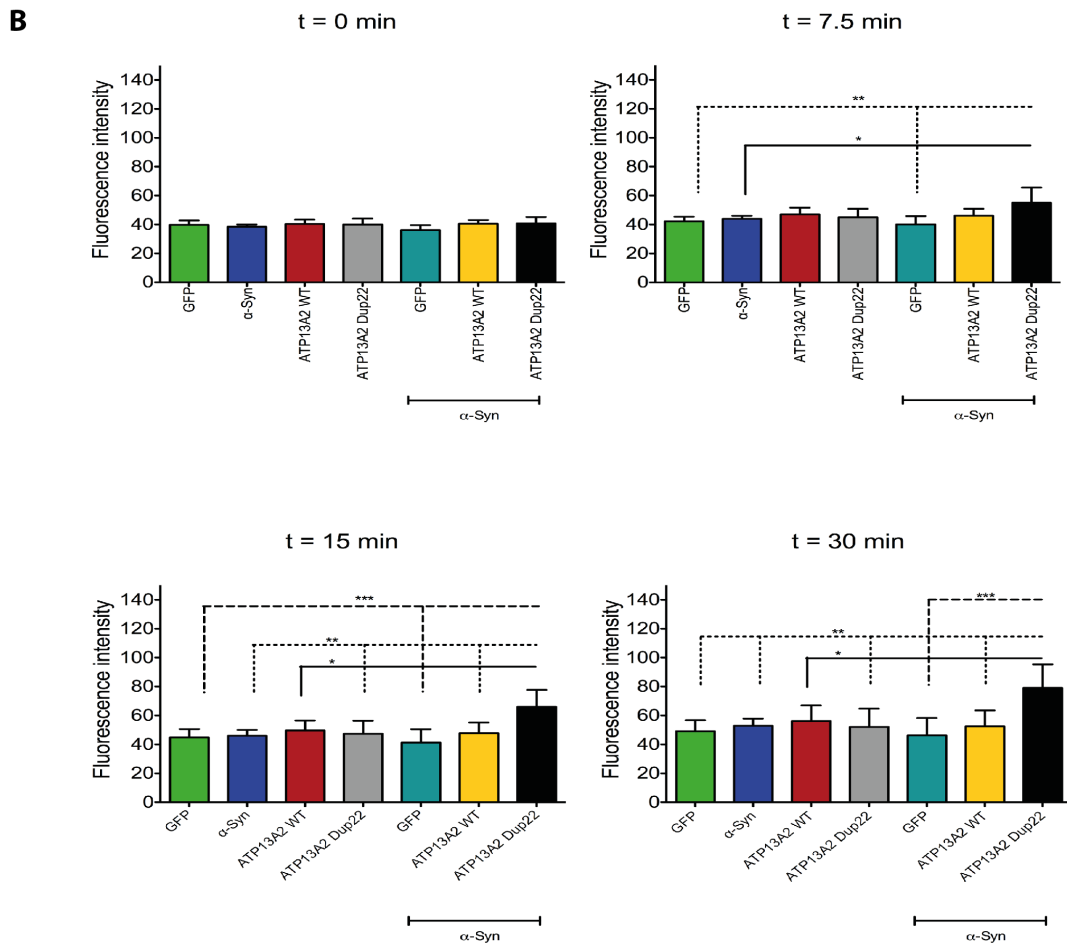 B
t = 0 min
Fluorescence intensity
140
120
100
80
60
40
20
0
GFP
α-Syn
ATP13A2 WT
ATP13A2 Dup22
GFP
ATP13A2 WT
ATP13A2 Dup22
α-Syn
t = 7.5 min
Fluorescence intensity
140
120
100
80
60
40
20
0
**
*
GFP
α-Syn
ATP13A2 WT
ATP13A2 Dup22
GFP
ATP13A2 WT
ATP13A2 Dup22
α-Syn
t = 15 min
Fluorescence intensity
140
120
100
80
60
40
20
0
***
**
*
GFP
α-Syn
ATP13A2 WT
ATP13A2 Dup22
GFP
ATP13A2 WT
ATP13A2 Dup22
α-Syn
t = 30 min
Fluorescence intensity
140
120
100
80
60
40
20
0
***
**
*
GFP
α-Syn
ATP13A2 WT
ATP13A2 Dup22
GFP
ATP13A2 WT
ATP13A2 Dup22
α-Syn